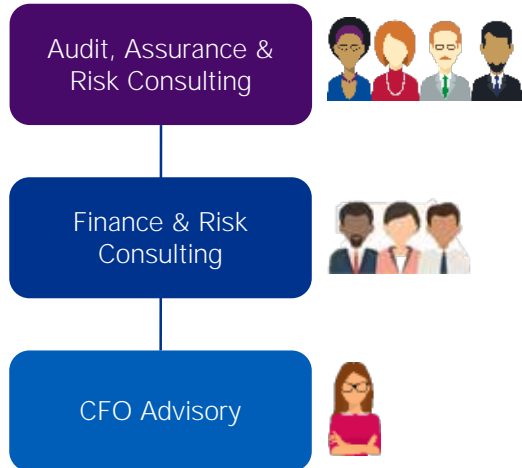 Audit, Assurance &
Risk Consulting
Finance & Risk
Consulting
CFO Advisory